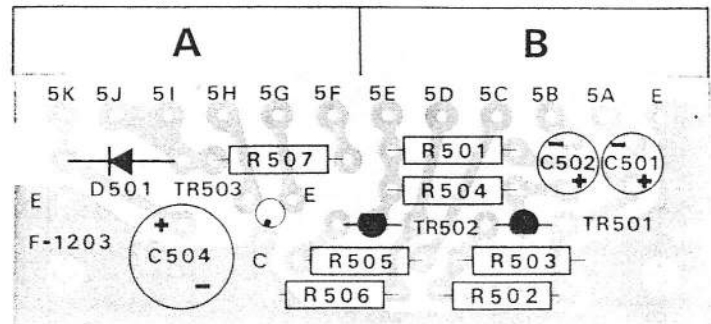 A B
5K 5J 5I 5H 5G 5F 5E 5D 5C 5B 5A E
R507 R501 C502 C501
D501 TR503 R504
E E
TR502 TR501
F-1203
C504 C R505 R503
R506 R502